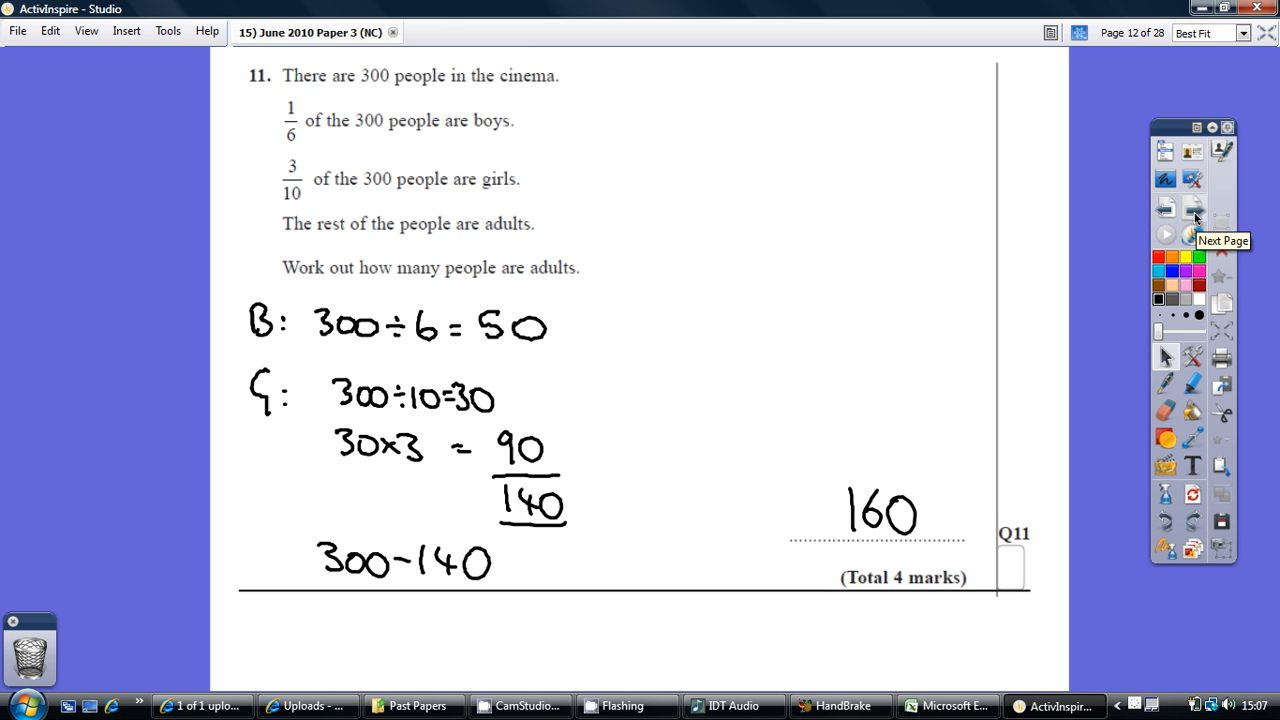 ActivInspire - Studio
File Edit View Insert Tools Help
15) June 2010 Paper 3 (NC)
Page 12 of 28
Best Fit
11. There are 300 people in the cinema.
1/6 of the 300 people are boys.
3/10 of the 300 people are girls.
The rest of the people are adults.
Work out how many people are adults.
B: 300÷6 = 50
G: 300÷10=30
30×3 = 90
140
300-140
160
Q11
(Total 4 marks)
Next Page
1 of 1 uplo...
Uploads - ...
Past Papers
CamStudio...
Flashing
IDT Audio
HandBrake
Microsoft E...
ActivInspire...
15:07